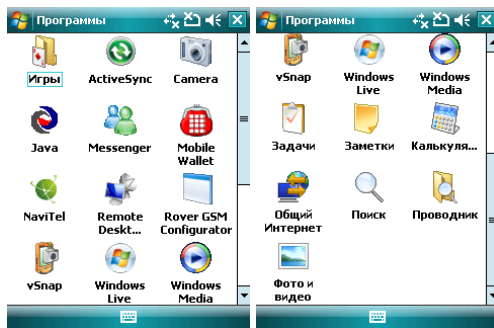 Программы
Игры ActiveSync Camera
Java Messenger Mobile
Wallet
NaviTel Remote Rover GSM
Deskt... Configurator
vSnap Windows Windows
Live Media
Программы
vSnap Windows Windows
Live Media
Задачи Заметки Калькуля...
Общий Поиск Проводник
Интернет
Фото и
видео